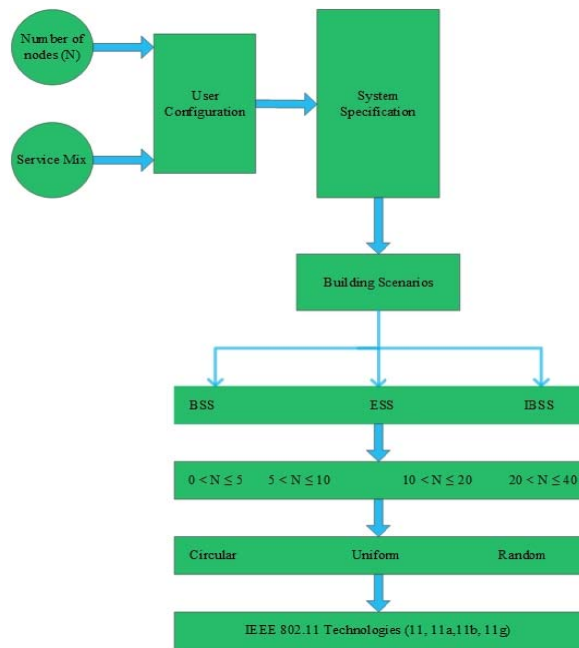 Number of
nodes (N)
User
Configuration
System
Specification
Service Mix
Building Scenarios
BSS ESS IBSS
0 < N ≤ 5 5 < N ≤ 10 10 < N ≤ 20 20 < N ≤ 40
Circular Uniform Random
IEEE 802.11 Technologies (11, 11a,11b, 11g)